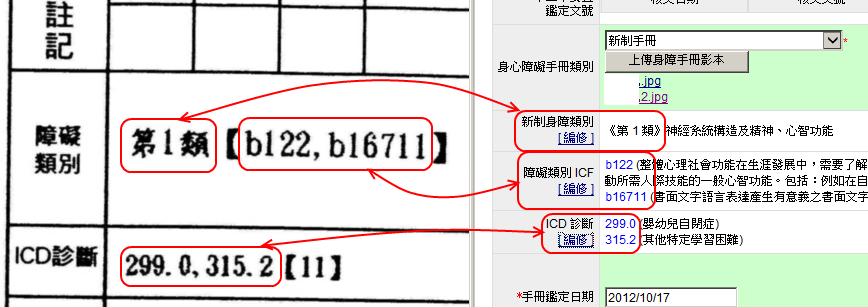 註
記
障礙
類別
第1類【b122,b16711】
ICD診斷
299.0,315.2【11】
鑑定文號
新制手冊
*
身心障礙手冊類別
上傳身障手冊影本
.jpg
.2.jpg
新制身障類別
[編修]
《第 1 類》神經系統構造及精神、心智功能
障礙類別 ICF
[編修]
b122 (整體心理社會功能在生涯發展中，需要了解
動所需人際技能的一般心智功能。包括：例如在自
b16711 (書面文字語言表達產生有意義之書面文字
ICD 診斷
[編修]
299.0 (嬰幼兒自閉症)
315.2 (其他特定學習困難)
*手冊鑑定日期
2012/10/17